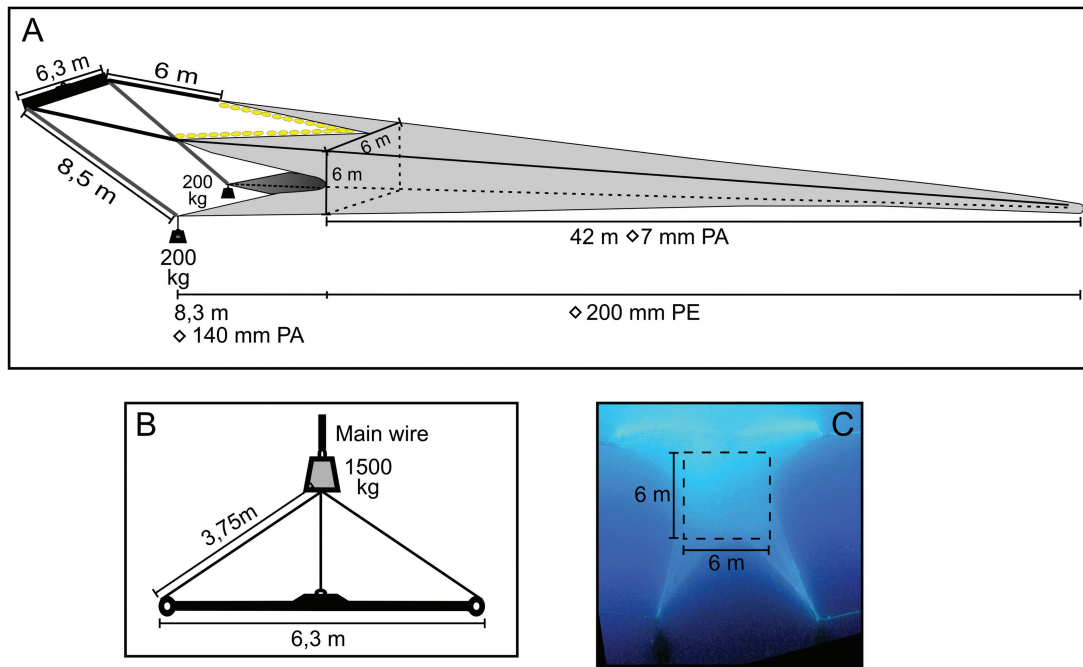 A
6,3 m
6 m
8,5 m
200
kg
200
kg
6 m
6 m
42 m ◇7 mm PA
8,3 m
◇ 140 mm PA
◇ 200 mm PE
B
Main wire
1500
kg
3,75m
6,3 m
C
6 m
6 m